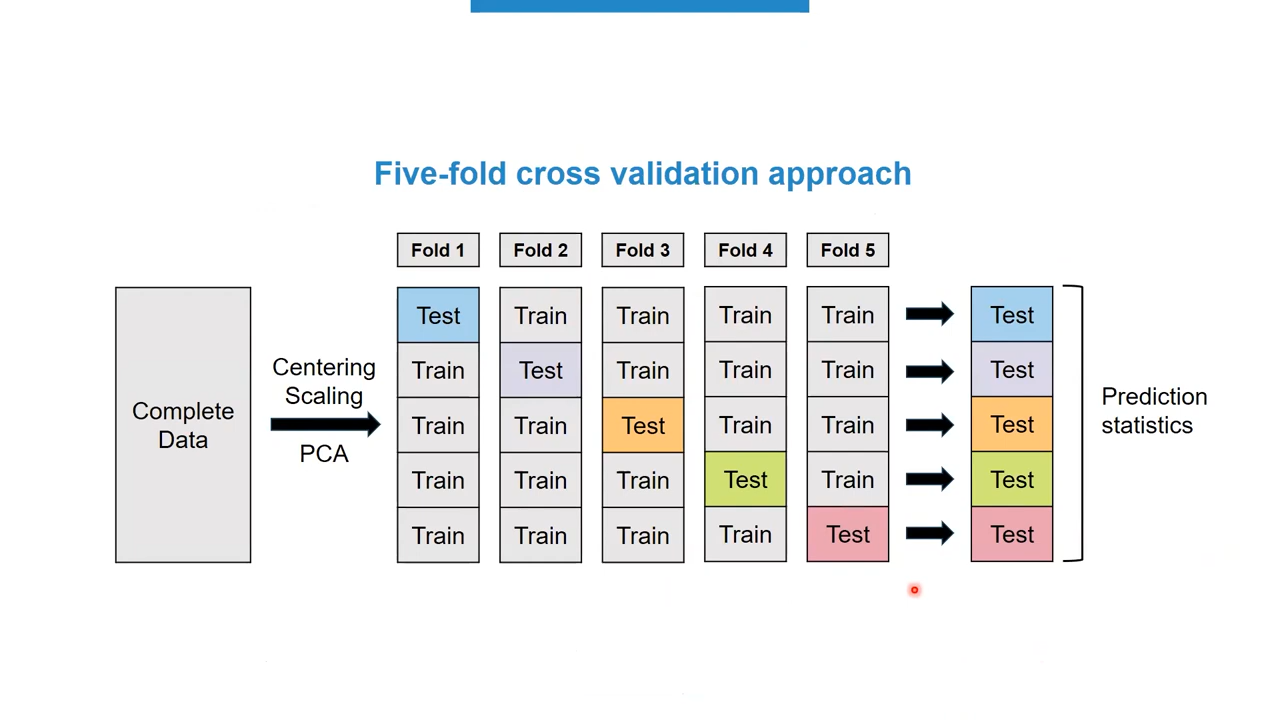 Five-fold cross validation approach
Fold 1 Fold 2 Fold 3 Fold 4 Fold 5
Complete
Data
Centering
Scaling
PCA
Test Train Train Train Train Test
Train Test Train Train Train Test
Train Train Test Train Train Test
Train Train Train Test Train Test
Train Train Train Train Test Test
Prediction
statistics